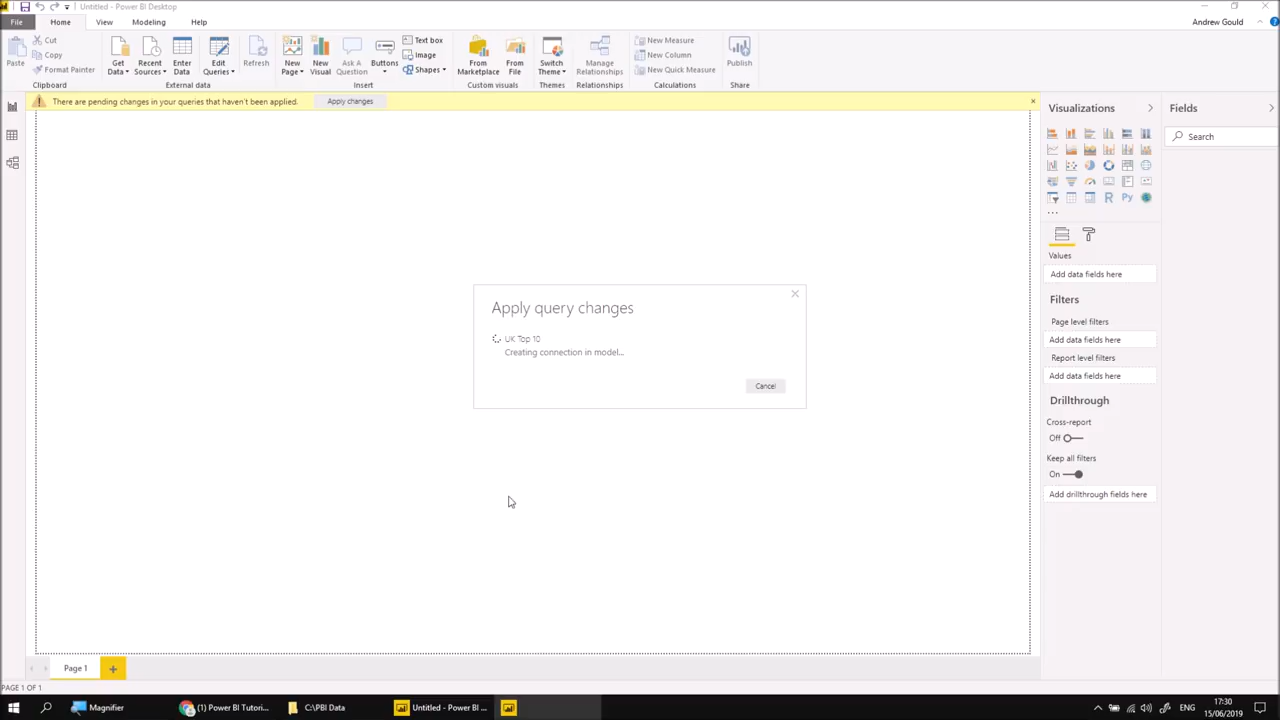 Untitled - Power BI Desktop
File Home View Modeling Help Andrew Gould
Paste
Cut
Copy
Format Painter
Get Data
Recent Sources
Enter Data
Edit Queries
Refresh
New Page
New Visual
Ask A Question
Buttons
Text box
Image
Shapes
From Marketplace
From File
Switch Theme
Manage Relationships
New Measure
New Column
New Quick Measure
Publish
Clipboard External data Insert Custom visuals Themes Relationships Calculations Share
There are pending changes in your queries that haven't been applied. Apply changes
Apply query changes
UK Top 10
Creating connection in model...
Cancel
Visualizations
R Py
Values
Add data fields here
Filters
Page level filters
Add data fields here
Report level filters
Add data fields here
Drillthrough
Cross-report
Off
Keep all filters
On
Add drillthrough fields here
Fields
Search
Page 1
PAGE 1 OF 1
Magnifier (1) Power BI Tutori... C:\PBI Data Untitled - Power BI ... ENG 17:30
15/06/2019